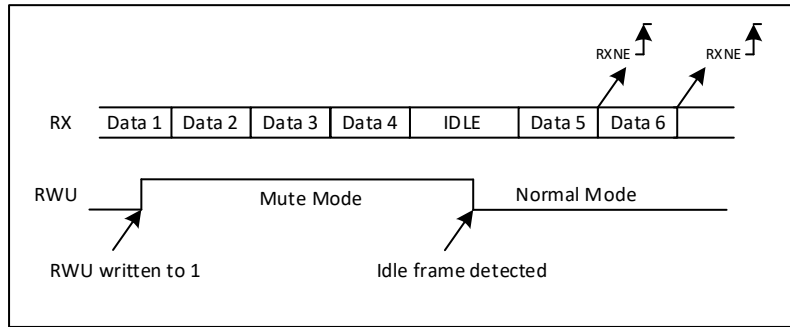 RXNE RXNE
RX Data 1 Data 2 Data 3 Data 4 IDLE Data 5 Data 6
RWU Mute Mode Normal Mode
RWU written to 1 Idle frame detected